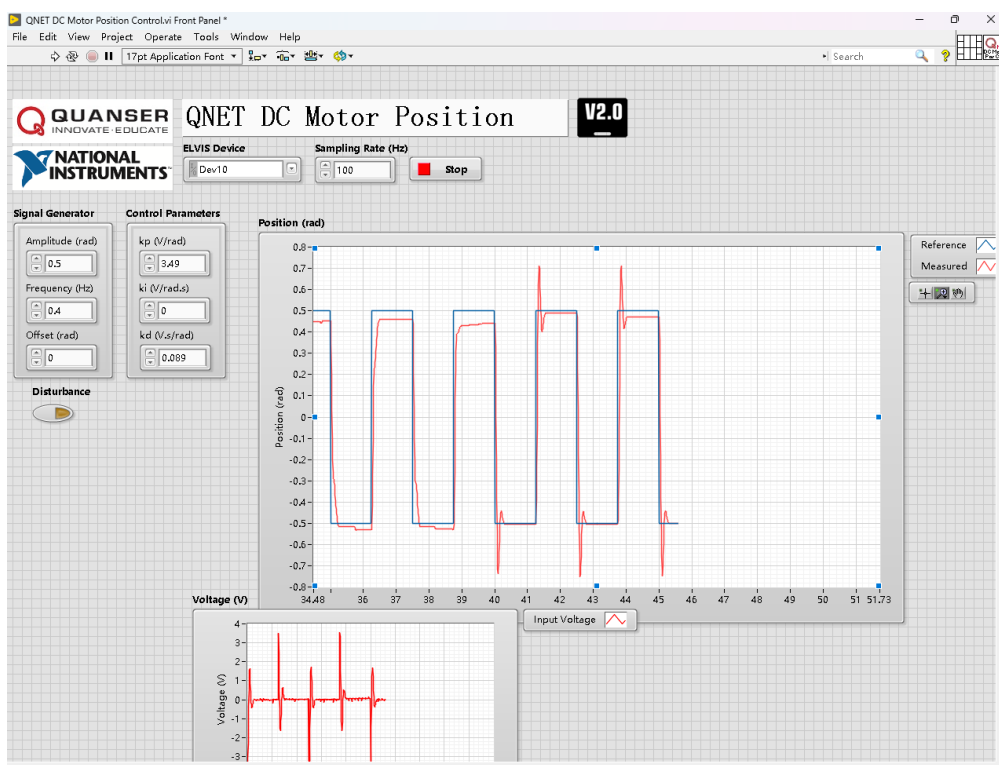 QNET DC Motor Position Control.vi Front Panel *
File Edit View Project Operate Tools Window Help
17pt Application Font
Search
QUANSER
INNOVATE·EDUCATE
QNET DC Motor Position
V2.0
NATIONAL
INSTRUMENTS
ELVIS Device
Dev10
Sampling Rate (Hz)
100
Stop
Signal Generator
Amplitude (rad)
0.5
Frequency (Hz)
0.4
Offset (rad)
0
Disturbance
Control Parameters
kp (V/rad)
3.49
ki (V/rad.s)
0
kd (V.s/rad)
0.089
Position (rad)
Reference
Measured
Position (rad)
0.8
0.7
0.6
0.5
0.4
0.3
0.2
0.1
0
-0.1
-0.2
-0.3
-0.4
-0.5
-0.6
-0.7
-0.8
34.48 36 37 38 39 40 41 42 43 44 45 46 47 48 49 50 51 51.73
Voltage (V)
Input Voltage
Voltage (V)
4
3
2
1
0
-1
-2
-3